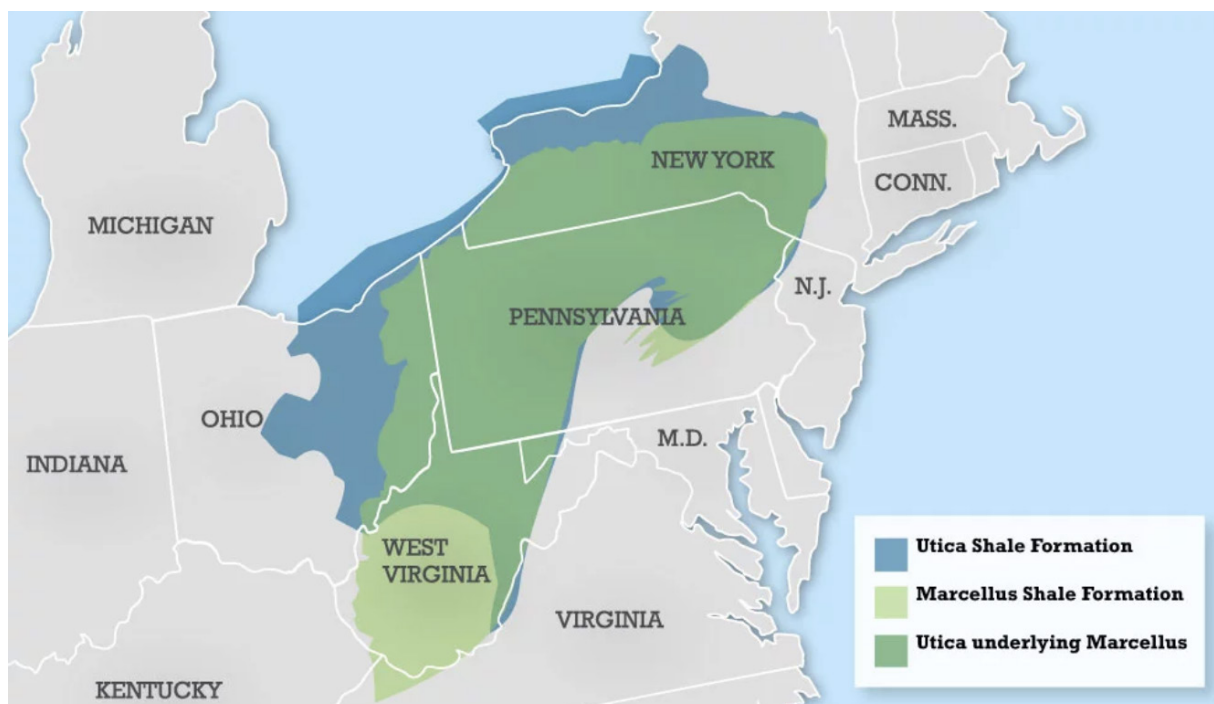 MASS.
NEW YORK
CONN.
MICHIGAN
N.J.
PENNSYLVANIA
OHIO
M.D.
INDIANA
WEST
VIRGINIA
VIRGINIA
KENTUCKY
Utica Shale Formation
Marcellus Shale Formation
Utica underlying Marcellus